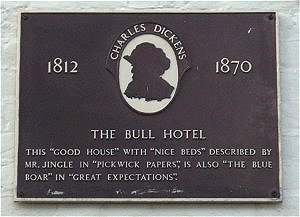 CHARLES DICKENS
1812 1870
THE BULL HOTEL
THIS "GOOD HOUSE" WITH "NICE BEDS" DESCRIBED BY
MR. JINGLE IN "PICKWICK PAPERS", IS ALSO "THE BLUE
BOAR" IN "GREAT EXPECTATIONS".